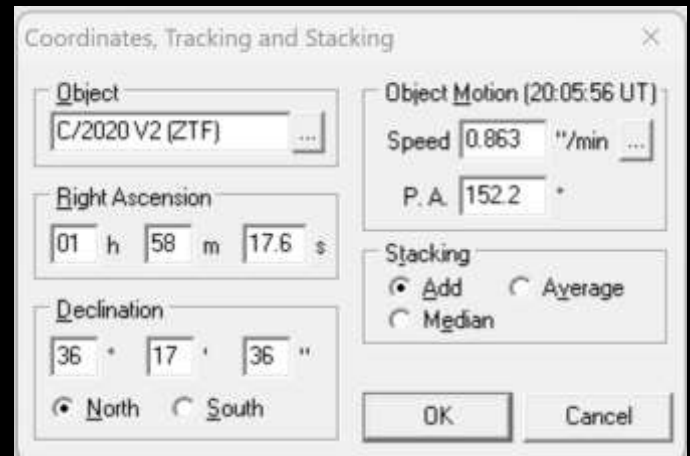 Coordinates, Tracking and Stacking
Object
C/2020 V2 (ZTF) ...
Right Ascension
01 h 58 m 17.6 s
Declination
36 ° 17 ' 36 "
North South
Object Motion (20:05:56 UT)
Speed 0.863 "/min ...
P. A. 152.2 °
Stacking
Add Average
Median
OK Cancel